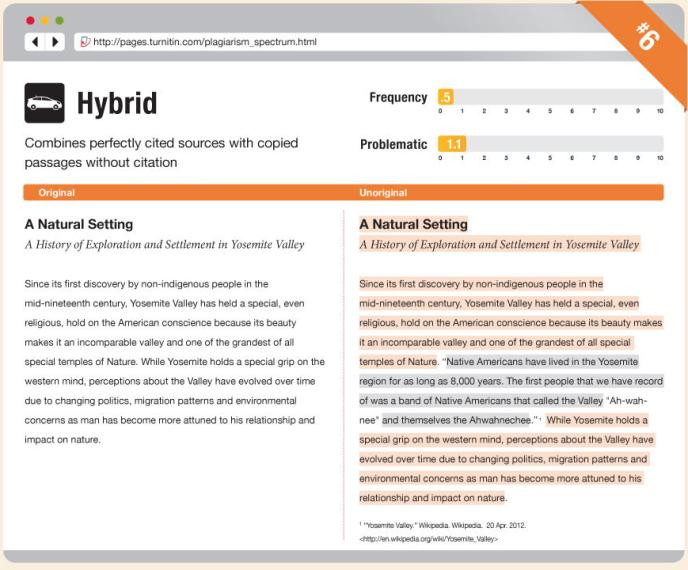 #6
http://pages.turnitin.com/plagiarism_spectrum.html
Hybrid
Combines perfectly cited sources with copied
passages without citation
Frequency
.5
0 1 2 3 4 5 6 7 8 9 10
Problematic
1.1
0 1 2 3 4 5 6 7 8 9 10
Original
A Natural Setting
A History of Exploration and Settlement in Yosemite Valley
Since its first discovery by non-indigenous people in the
mid-nineteenth century, Yosemite Valley has held a special, even
religious, hold on the American conscience because its beauty
makes it an incomparable valley and one of the grandest of all
special temples of Nature. While Yosemite holds a special grip on the
western mind, perceptions about the Valley have evolved over time
due to changing politics, migration patterns and environmental
concerns as man has become more attuned to his relationship and
impact on nature.
Unoriginal
A Natural Setting
A History of Exploration and Settlement in Yosemite Valley
Since its first discovery by non-indigenous people in the
mid-nineteenth century, Yosemite Valley has held a special, even
religious, hold on the American conscience because its beauty makes
it an incomparable valley and one of the grandest of all special
temples of Nature. "Native Americans have lived in the Yosemite
region for as long as 8,000 years. The first people that we have record
of was a band of Native Americans that called the Valley "Ah-wah-
nee" and themselves the Ahwahnechee."¹ While Yosemite holds a
special grip on the western mind, perceptions about the Valley have
evolved over time due to changing politics, migration patterns and
environmental concerns as man has become more attuned to his
relationship and impact on nature.
¹ "Yosemite Valley." Wikipedia. Wikipedia. 20 Apr. 2012.
<http://en.wikipedia.org/wiki/Yosemite_Valley>